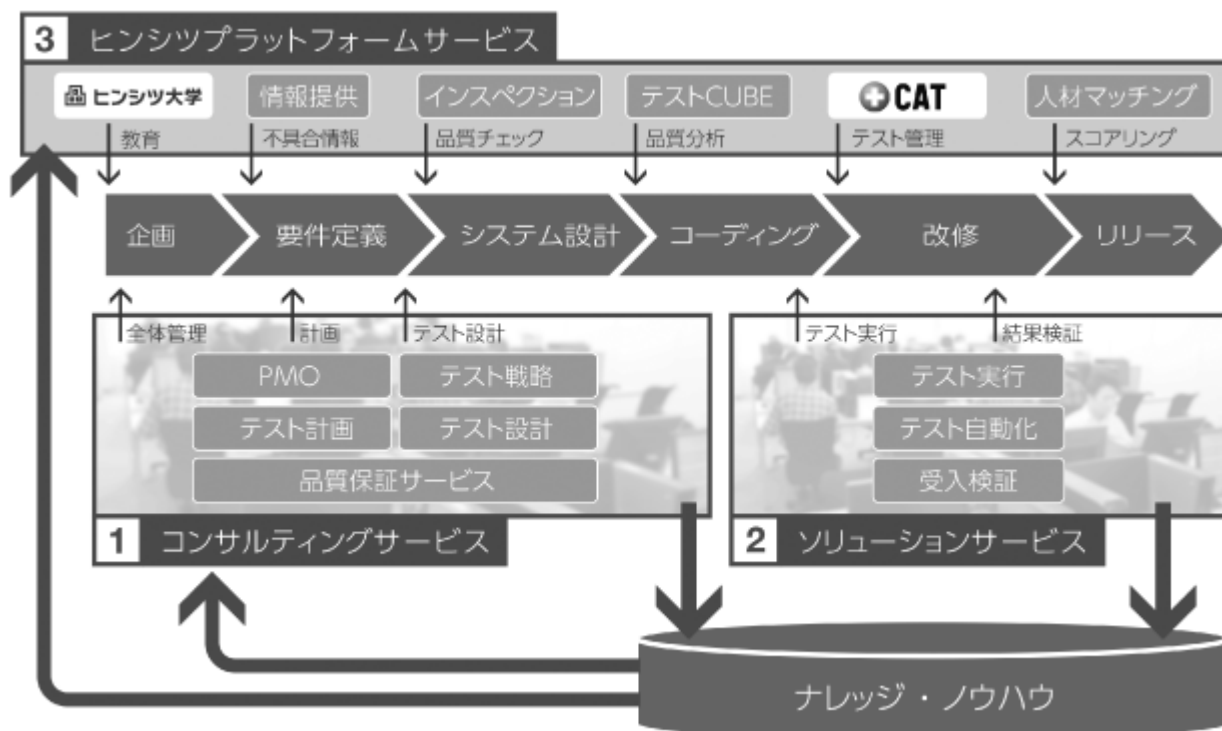 3 ヒンシツプラットフォームサービス
ヒンシツ大学 情報提供 インスペクション テストCUBE CAT 人材マッチング
教育 不具合情報 品質チェック 品質分析 テスト管理 スコアリング
企画 要件定義 システム設計 コーディング 改修 リリース
全体管理 計画 テスト設計 テスト実行 結果検証
PMO テスト戦略 テスト実行
テスト計画 テスト設計 テスト自動化
品質保証サービス 受入検証
1 コンサルティングサービス 2 ソリューションサービス
ナレッジ・ノウハウ